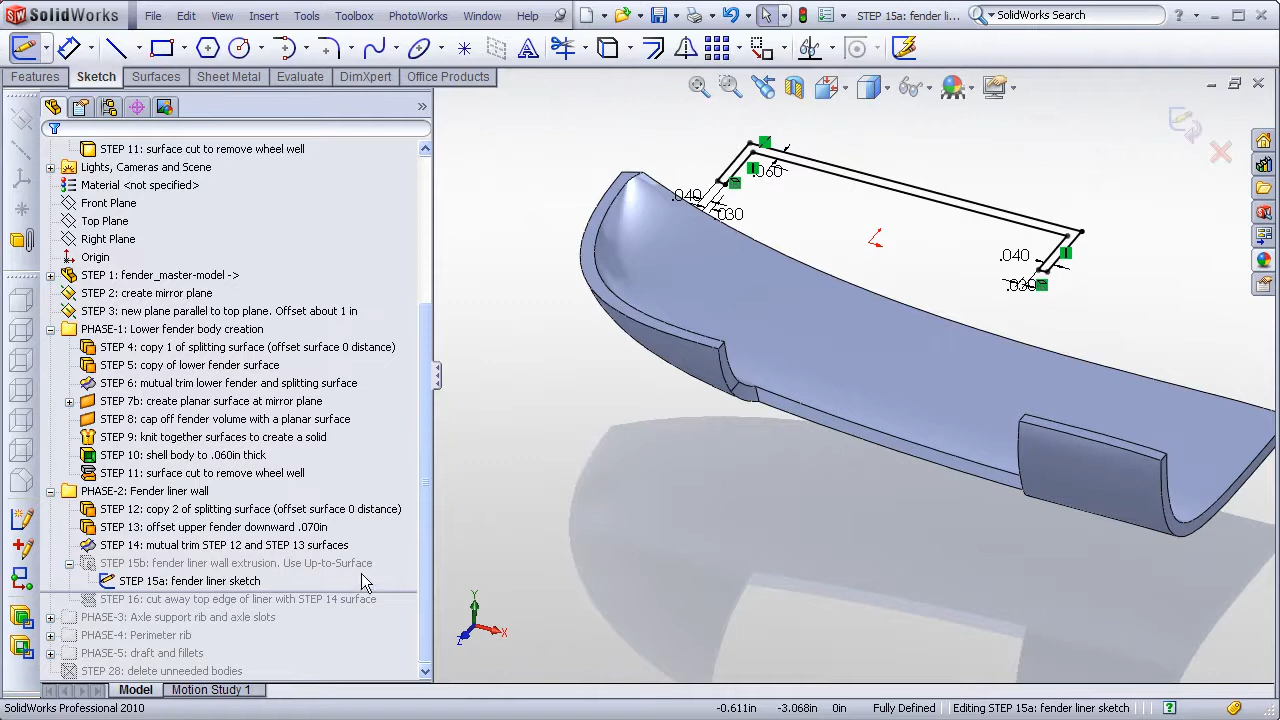 SolidWorks File Edit View Insert Tools Toolbox PhotoWorks Window Help STEP 15a: fender li... SolidWorks Search
Features Sketch Surfaces Sheet Metal Evaluate DimXpert Office Products
STEP 11: surface cut to remove wheel well
Lights, Cameras and Scene
Material <not specified>
Front Plane
Top Plane
Right Plane
Origin
STEP 1: fender_master-model ->
STEP 2: create mirror plane
STEP 3: new plane parallel to top plane. Offset about 1 in
PHASE-1: Lower fender body creation
STEP 4: copy 1 of splitting surface (offset surface 0 distance)
STEP 5: copy of lower fender surface
STEP 6: mutual trim lower fender and splitting surface
STEP 7b: create planar surface at mirror plane
STEP 8: cap off fender volume with a planar surface
STEP 9: knit together surfaces to create a solid
STEP 10: shell body to .060in thick
STEP 11: surface cut to remove wheel well
PHASE-2: Fender liner wall
STEP 12: copy 2 of splitting surface (offset surface 0 distance)
STEP 13: offset upper fender downward .070in
STEP 14: mutual trim STEP 12 and STEP 13 surfaces
STEP 15b: fender liner wall extrusion. Use Up-to-Surface
STEP 15a: fender liner sketch
STEP 16: cut away top edge of liner with STEP 14 surface
PHASE-3: Axle support rib and axle slots
PHASE-4: Perimeter rib
PHASE-5: draft and fillets
STEP 28: delete unneeded bodies
.060
.040
.030
.040
.030
Y
X
Z
Model Motion Study 1
SolidWorks Professional 2010 -0.611in -3.068in 0in Fully Defined Editing STEP 15a: fender liner sketch